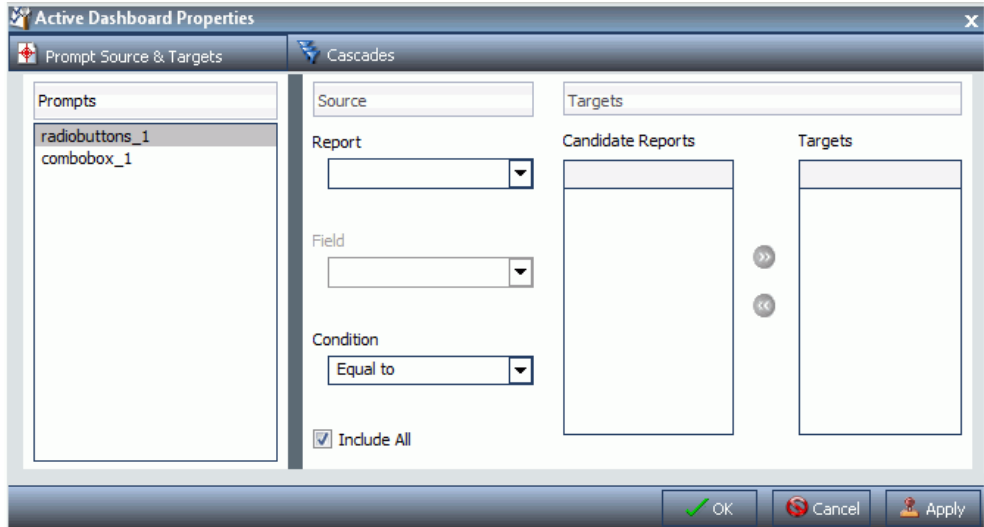 Active Dashboard Properties
x
Prompt Source & Targets
Cascades
Prompts
radiobuttons_1
combobox_1
Source
Targets
Report
Candidate Reports
Targets
Field
Condition
Equal to
Include All
OK
Cancel
Apply